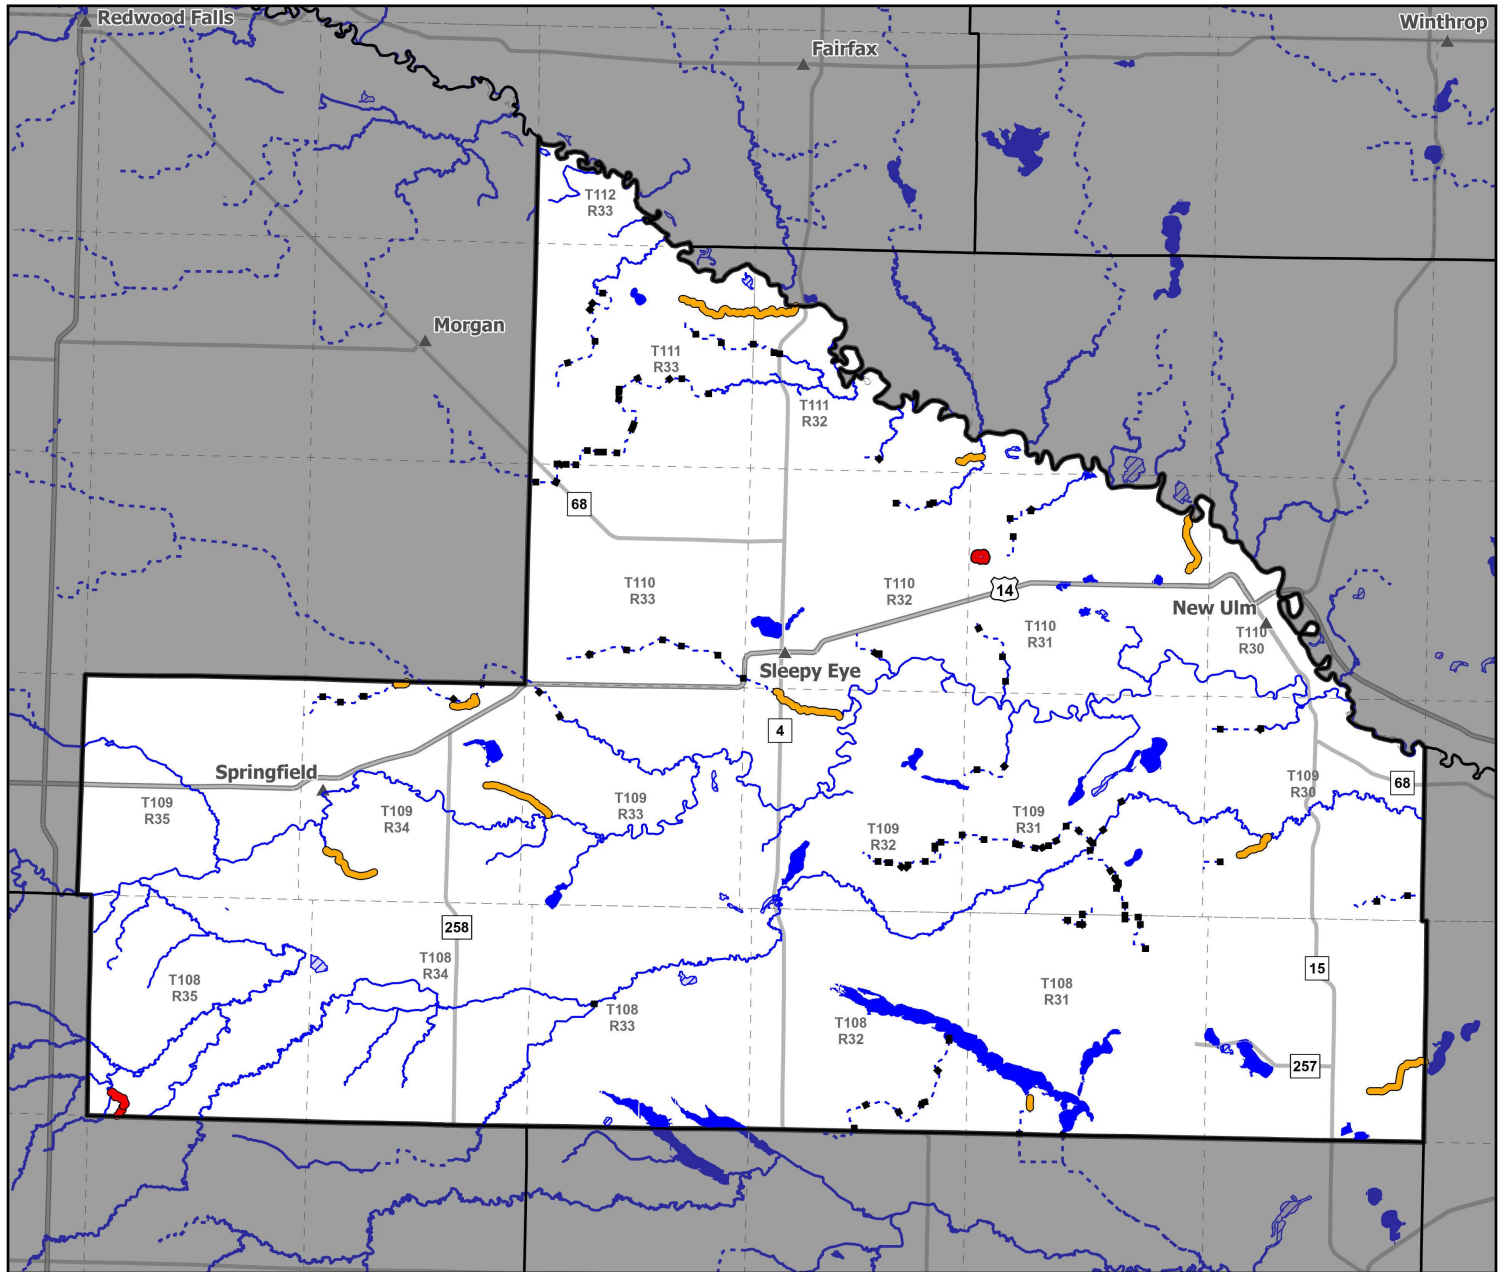 Redwood Falls
Winthrop
Fairfax
T112
R33
Morgan
T111
R33
T111
R32
68
T110
R33
T110
R32
14
New Ulm
T110
R31
T110
R30
Sleepy Eye
4
Springfield
T109
R35
T109
R34
T109
R33
T109
R32
T109
R31
T109
R30
68
258
T108
R35
T108
R34
T108
R33
T108
R32
T108
R31
15
257